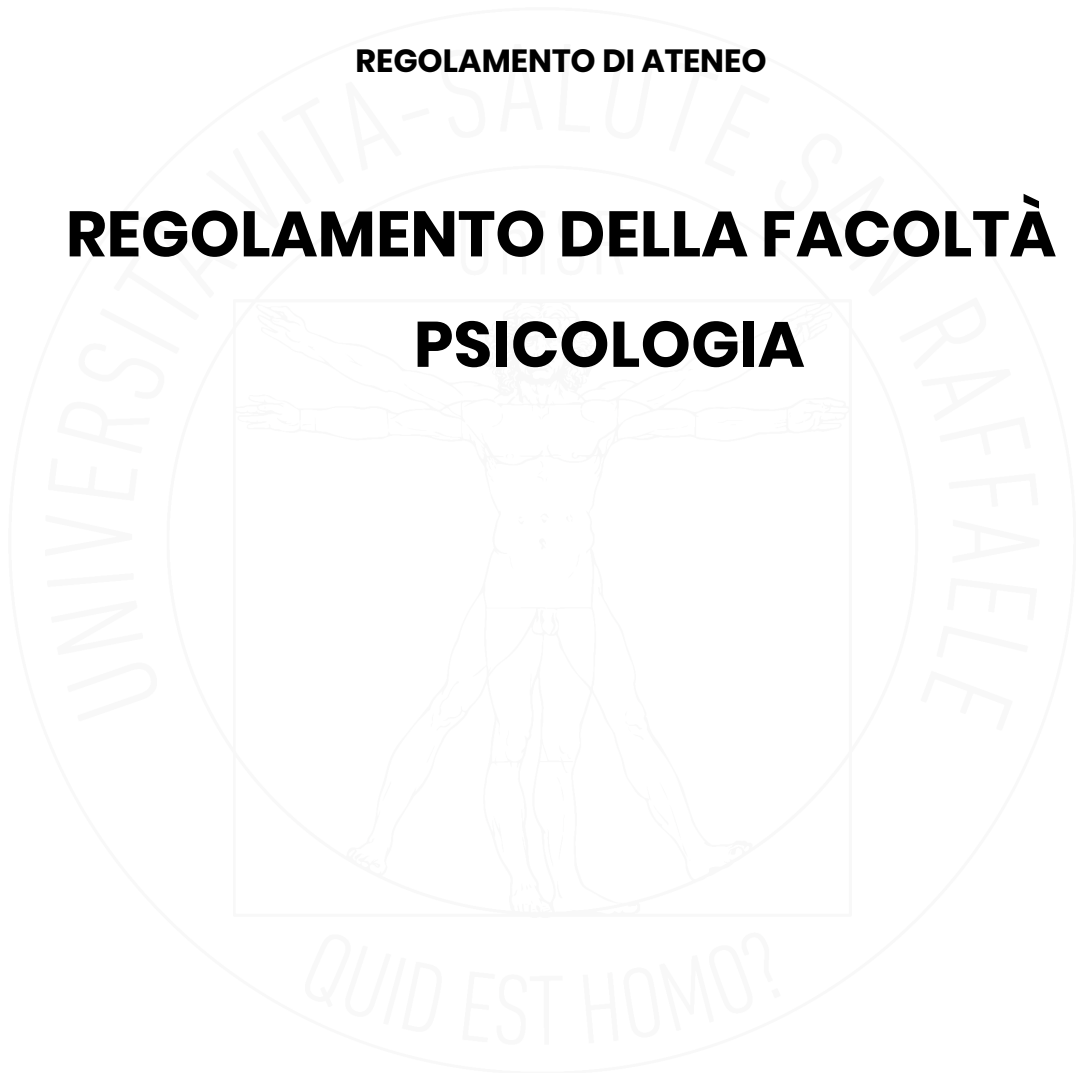 REGOLAMENTO DI ATENEO
UNIVERSITÀ VITA-SALUTE SAN RAFFAELE
REGOLAMENTO DELLA FACOLTÀ
PSICOLOGIA
QUID EST HOMO?